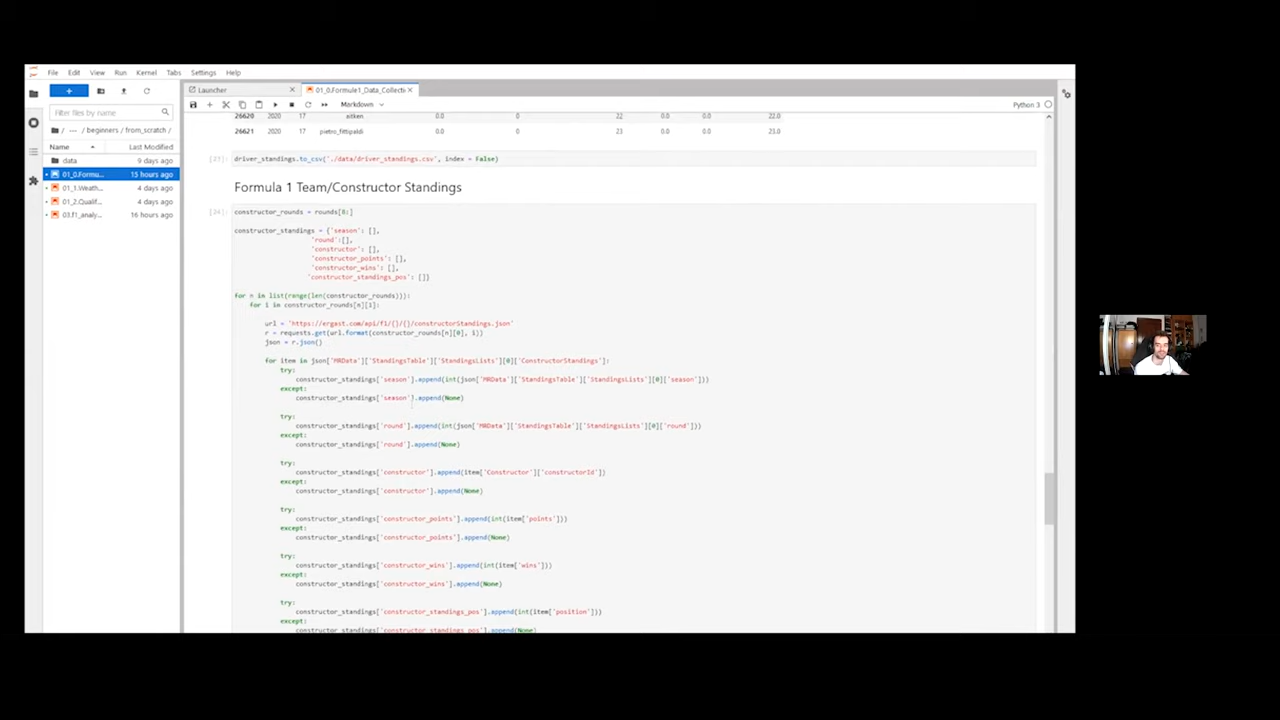 File Edit View Run Kernel Tabs Settings Help
Launcher
01_0.Formule1_Data_Collecti
Filter files by name
Markdown
Python 3
/ ··· / beginners / from_scratch /
Name Last Modified
data 9 days ago
01_0.Formu... 15 hours ago
01_1.Weath... 4 days ago
01_2.Qualif... 4 days ago
03.f1_analy... 16 hours ago
26620 2020 17 aitken 0.0 0 22 0.0 0.0 22.0
26621 2020 17 pietro_fittipaldi 0.0 0 23 0.0 0.0 23.0
driver_standings.to_csv('./data/driver_standings.csv', index = False)
Formula 1 Team/Constructor Standings
constructor_rounds = rounds[8:]
constructor_standings = {'season': [],
'round':[],
'constructor': [],
'constructor_points': [],
'constructor_wins': [],
'constructor_standings_pos': []}
for n in list(range(len(constructor_rounds))):
for i in constructor_rounds[n][1]:
url = 'https://ergast.com/api/f1/{}/{}/constructorStandings.json'
r = requests.get(url.format(constructor_rounds[n][0], i))
json = r.json()
for item in json['MRData']['StandingsTable']['StandingsLists'][0]['ConstructorStandings']:
try:
constructor_standings['season'].append(int(json['MRData']['StandingsTable']['StandingsLists'][0]['season']))
except:
constructor_standings['season'].append(None)
try:
constructor_standings['round'].append(int(json['MRData']['StandingsTable']['StandingsLists'][0]['round']))
except:
constructor_standings['round'].append(None)
try:
constructor_standings['constructor'].append(item['Constructor']['constructorId'])
except:
constructor_standings['constructor'].append(None)
try:
constructor_standings['constructor_points'].append(int(item['points']))
except:
constructor_standings['constructor_points'].append(None)
try:
constructor_standings['constructor_wins'].append(int(item['wins']))
except:
constructor_standings['constructor_wins'].append(None)
try:
constructor_standings['constructor_standings_pos'].append(int(item['position']))
except:
constructor_standings['constructor_standings_pos'].append(None)